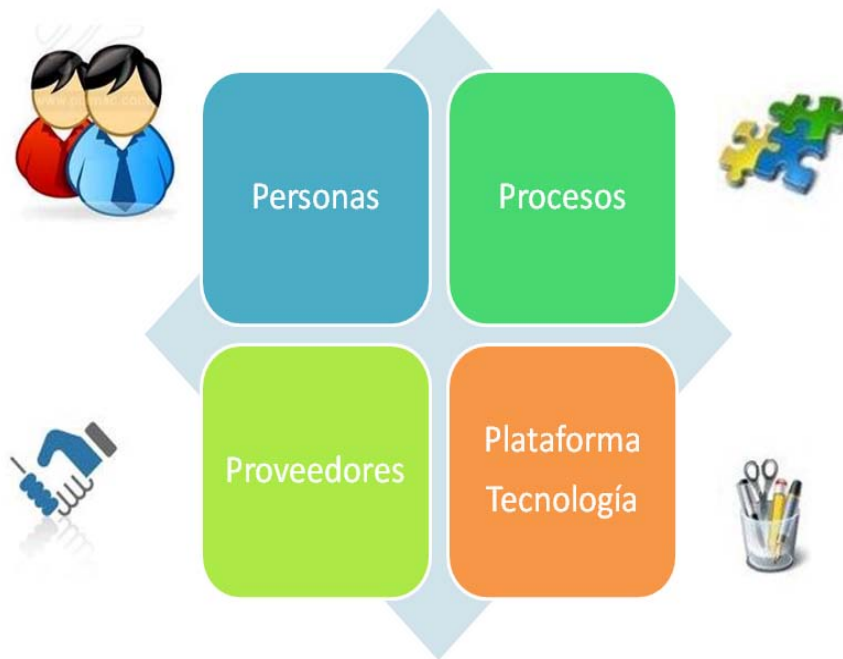 Personas
Procesos
Proveedores
Plataforma
Tecnología